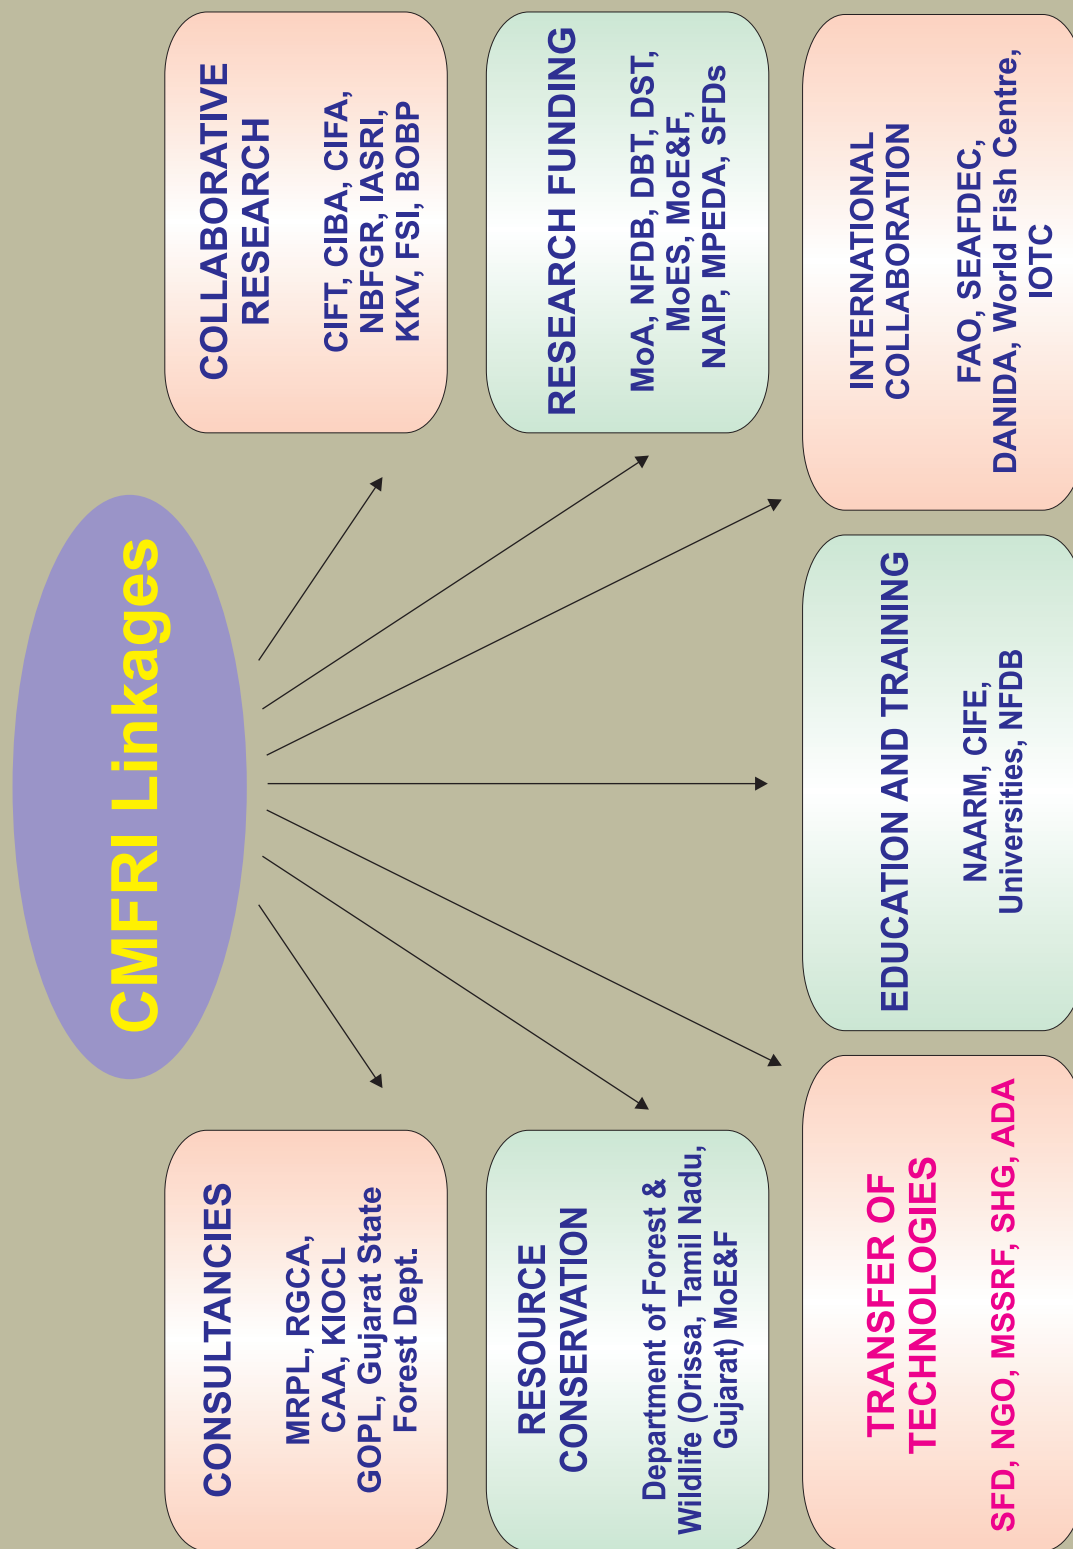 CMFRI Linkages
CONSULTANCIES
MRPL, RGCA,
CAA, KIOCL
GOPL, Gujarat State
Forest Dept.
COLLABORATIVE
RESEARCH
CIFT, CIBA, CIFA,
NBFGR, IASRI,
KKV, FSI, BOBP
RESOURCE
CONSERVATION
Department of Forest &
Wildlife (Orissa, Tamil Nadu,
Gujarat) MoE&F
RESEARCH FUNDING
MoA, NFDB, DBT, DST,
MoES, MoE&F,
NAIP, MPEDA, SFDs
TRANSFER OF
TECHNOLOGIES
SFD, NGO, MSSRF, SHG, ADA
EDUCATION AND TRAINING
NAARM, CIFE,
Universities, NFDB
INTERNATIONAL
COLLABORATION
FAO, SEAFDEC,
DANIDA, World Fish Centre,
IOTC